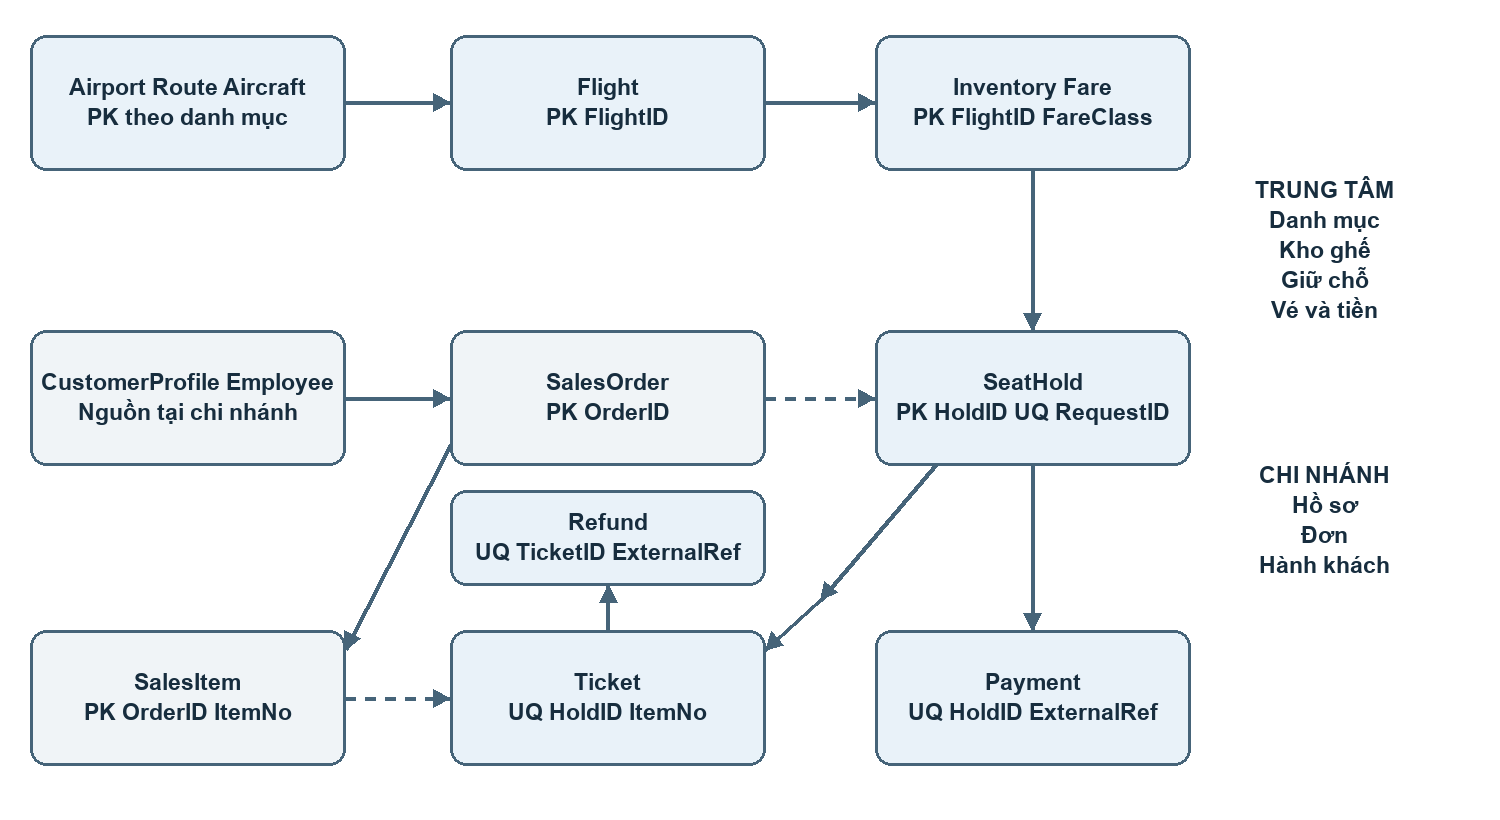 Airport Route Aircraft
PK theo danh mục
Flight
PK FlightID
Inventory Fare
PK FlightID FareClass
TRUNG TÂM
Danh mục
Kho ghế
Giữ chỗ
Vé và tiền
CustomerProfile Employee
Nguồn tại chi nhánh
SalesOrder
PK OrderID
SeatHold
PK HoldID UQ RequestID
CHI NHÁNH
Hồ sơ
Đơn
Hành khách
Refund
UQ TicketID ExternalRef
SalesItem
PK OrderID ItemNo
Ticket
UQ HoldID ItemNo
Payment
UQ HoldID ExternalRef